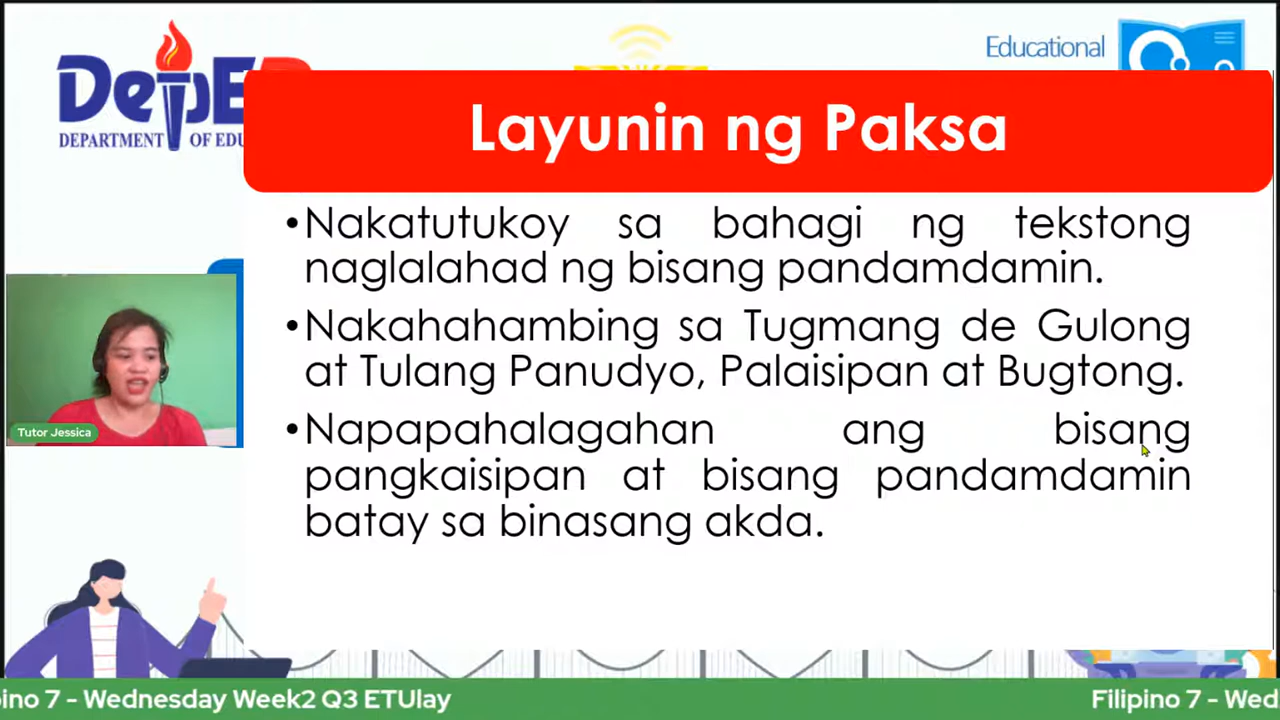 DepE
DEPARTMENT OF EDU
Educational
Layunin ng Paksa
•Nakatutukoy sa bahagi ng tekstong
naglalahad ng bisang pandamdamin.
•Nakahahambing sa Tugmang de Gulong
at Tulang Panudyo, Palaisipan at Bugtong.
•Napapahalagahan ang bisang
pangkaisipan at bisang pandamdamin
batay sa binasang akda.
Tutor Jessica
pino 7 - Wednesday Week2 Q3 ETUlay
Filipino 7 - Wed